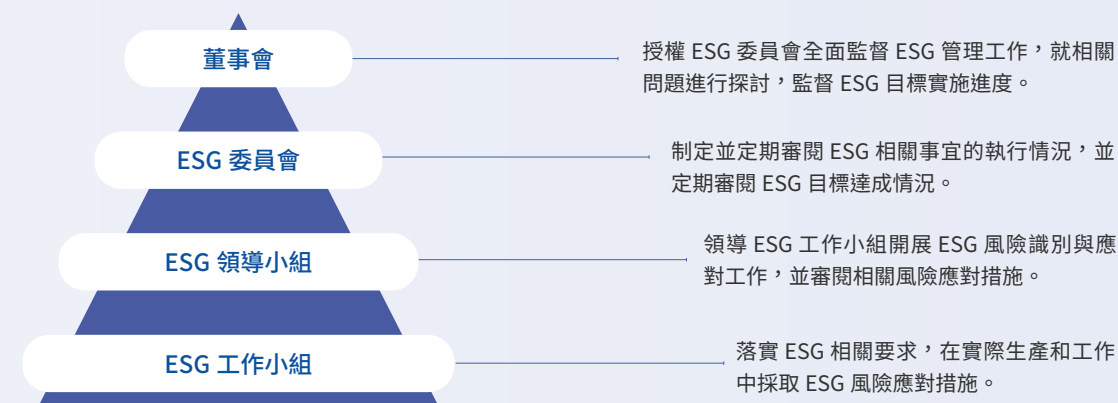 董事會
授權 ESG 委員會全面監督 ESG 管理工作，就相關
問題進行探討，監督 ESG 目標實施進度。
ESG 委員會
制定並定期審閱 ESG 相關事宜的執行情況，並
定期審閱 ESG 目標達成情況。
ESG 領導小組
領導 ESG 工作小組開展 ESG 風險識別與應
對工作，並審閱相關風險應對措施。
ESG 工作小組
落實 ESG 相關要求，在實際生產和工作
中採取 ESG 風險應對措施。